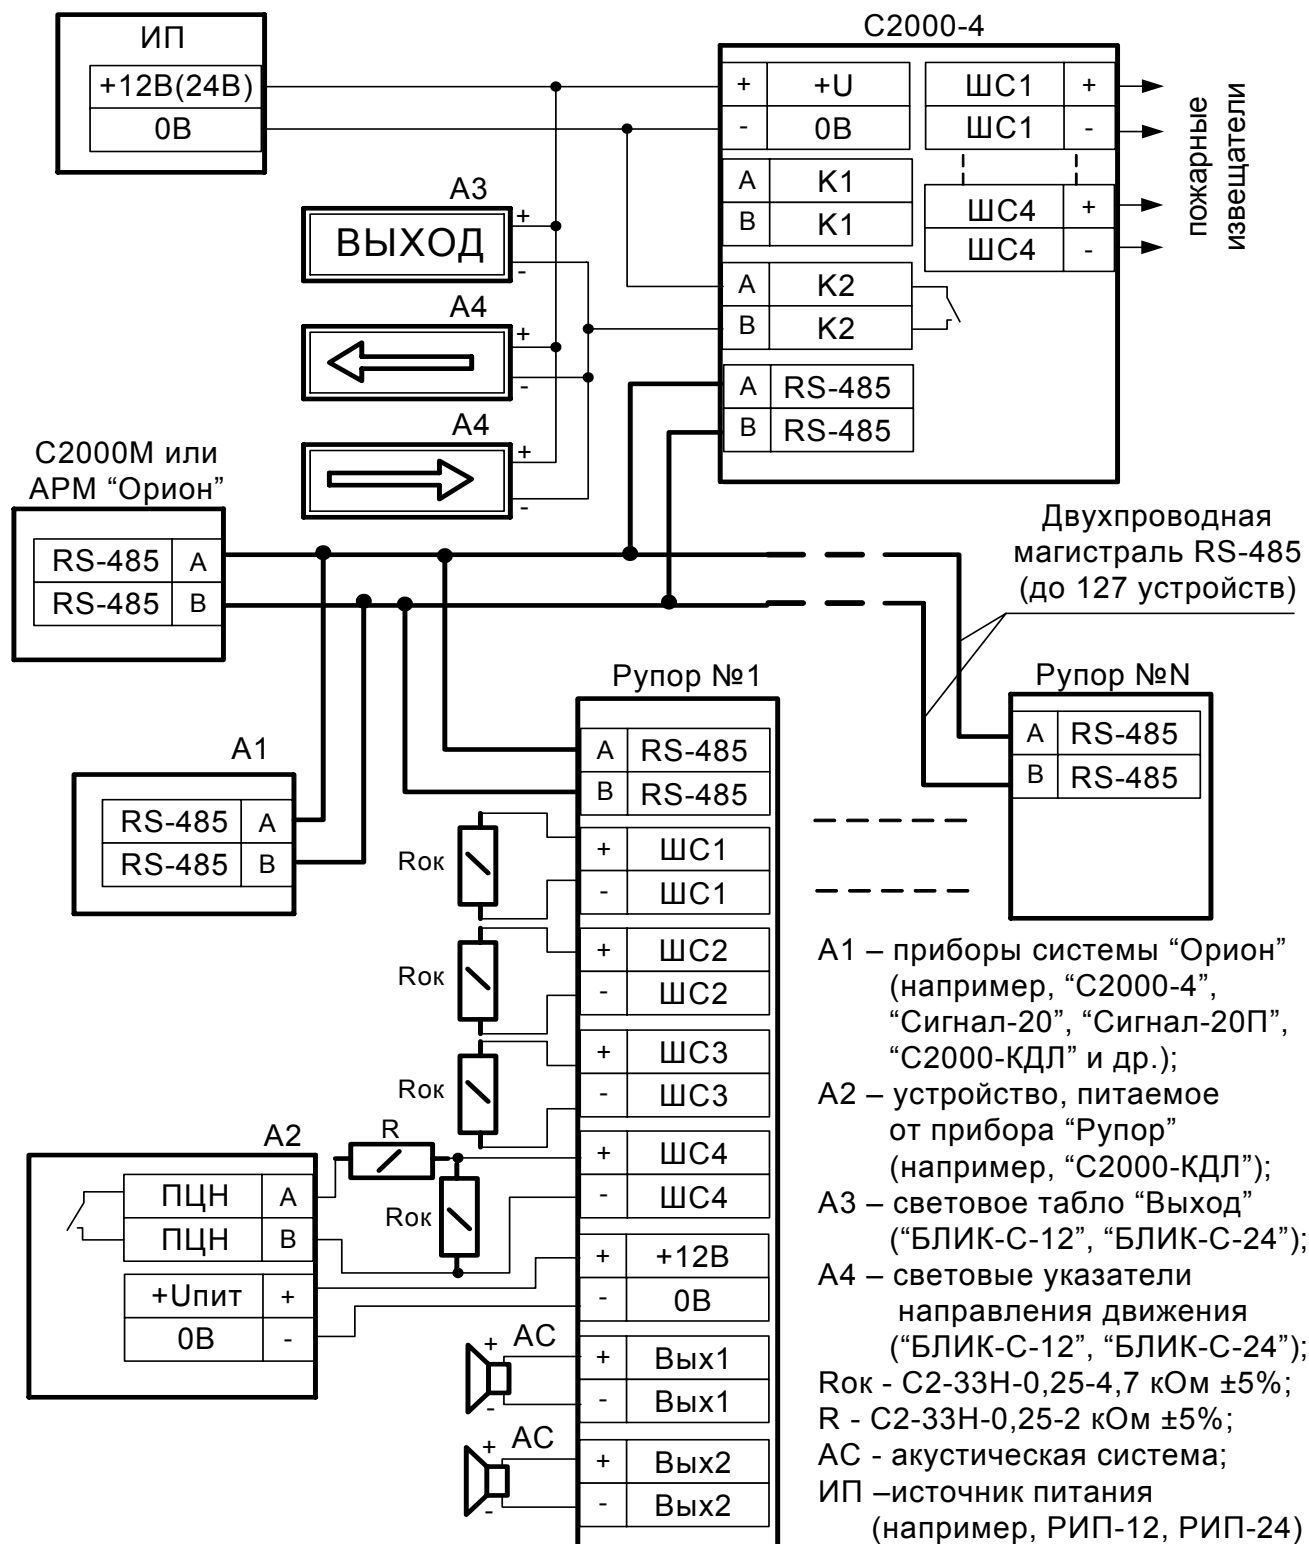 ИП
+12В(24В)
0В
С2000-4
+ +U
- 0В
А К1
В К1
А К2
В К2
А RS-485
В RS-485
ШС1 +
ШС1 -
ШС4 +
ШС4 -
пожарные
извещатели
А3
ВЫХОД
+
-
А4
+
-
А4
+
-
С2000М или
АРМ “Орион”
RS-485 А
RS-485 В
Двухпроводная
магистраль RS-485
(до 127 устройств)
А1
RS-485 А
RS-485 В
Рупор №1
А RS-485
В RS-485
+ ШС1
- ШС1
+ ШС2
- ШС2
+ ШС3
- ШС3
+ ШС4
- ШС4
+ +12В
- 0В
+ Вых1
- Вых1
+ Вых2
- Вых2
Rок
Rок
Rок
R
Rок
А2
ПЦН А
ПЦН В
+Uпит +
0В -
+ АС
-
+ АС
-
Рупор №N
А RS-485
В RS-485
А1 – приборы системы “Орион”
(например, “С2000-4”,
“Сигнал-20”, “Сигнал-20П”,
“С2000-КДЛ” и др.);
А2 – устройство, питаемое
от прибора “Рупор”
(например, “С2000-КДЛ”);
А3 – световое табло “Выход”
(“БЛИК-С-12”, “БЛИК-С-24”);
А4 – световые указатели
направления движения
(“БЛИК-С-12”, “БЛИК-С-24”);
Rок - С2-33Н-0,25-4,7 кОм ±5%;
R - С2-33Н-0,25-2 кОм ±5%;
АС - акустическая система;
ИП –источник питания
(например, РИП-12, РИП-24)